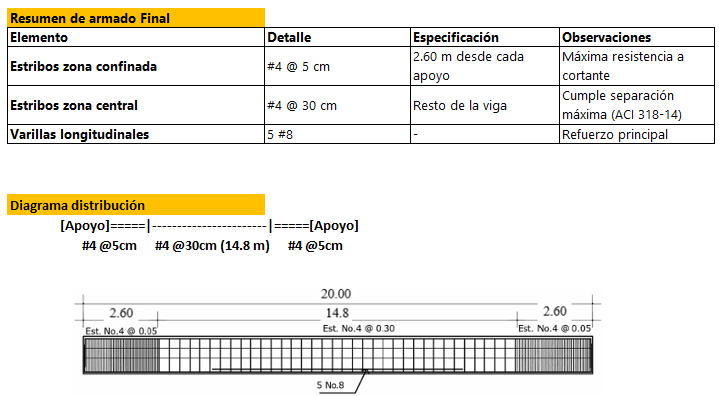 Resumen de armado Final
Elemento Detalle Especificación Observaciones
Estribos zona confinada #4 @ 5 cm 2.60 m desde cada apoyo Máxima resistencia a cortante
Estribos zona central #4 @ 30 cm Resto de la viga Cumple separación máxima (ACI 318-14)
Varillas longitudinales 5 #8 - Refuerzo principal
Diagrama distribución
[Apoyo]=====|-----------------------|=====[Apoyo]
#4 @5cm #4 @30cm (14.8 m) #4 @5cm
20.00
2.60 14.8 2.60
Est. No.4 @ 0.05 Est. No.4 @ 0.30 Est. No.4 @ 0.05
5 No.8